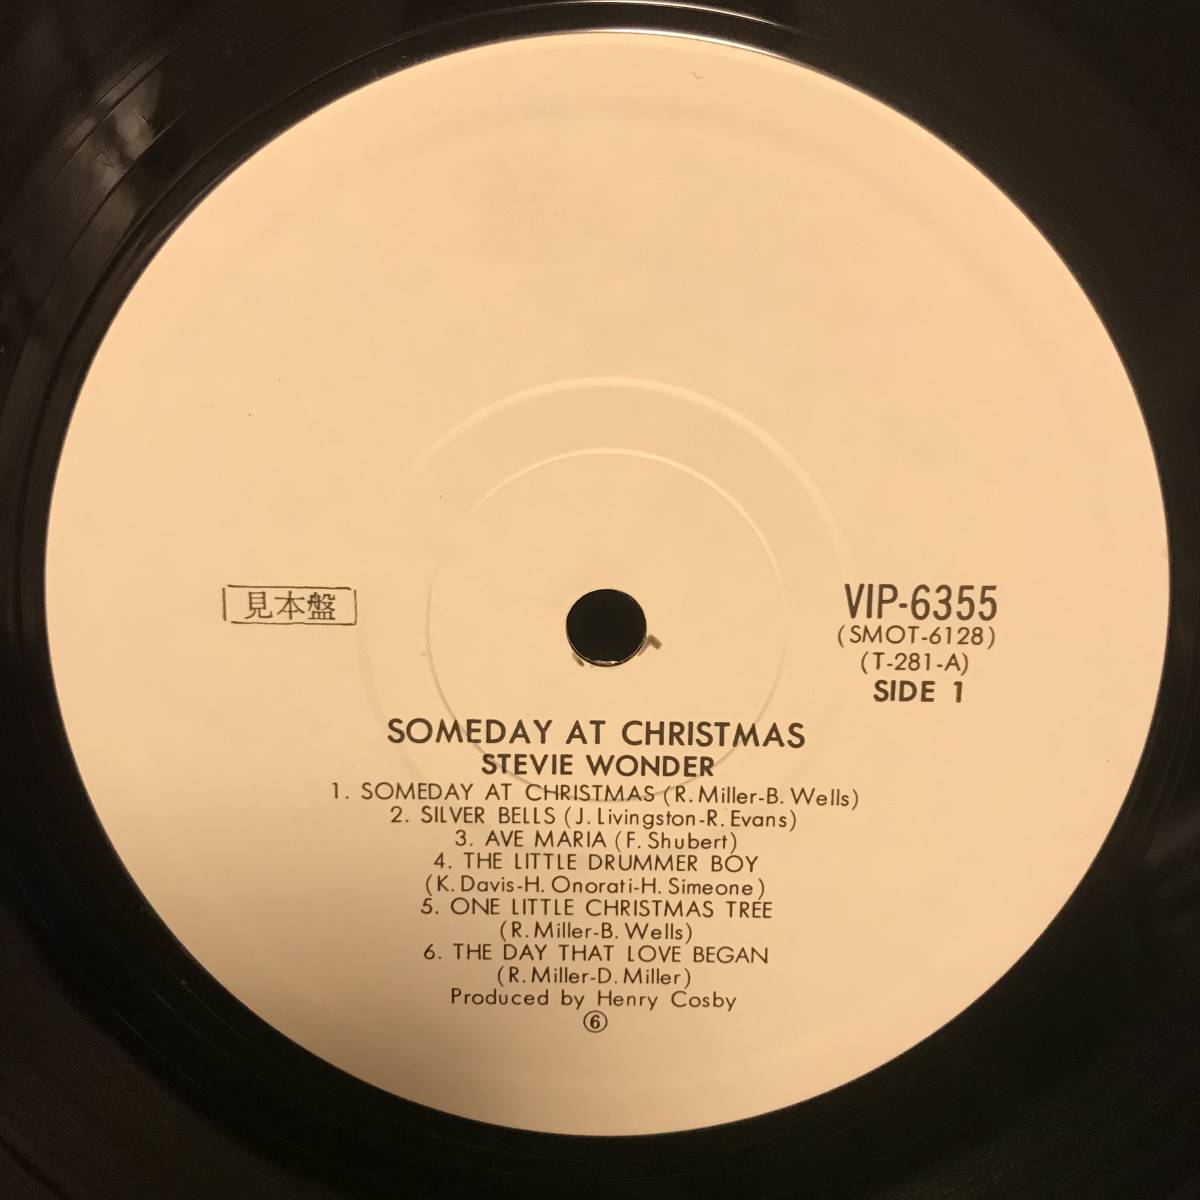 見本盤
VIP-6355
(SMOT-6128)
(T-281-A)
SIDE 1
SOMEDAY AT CHRISTMAS
STEVIE WONDER
1. SOMEDAY AT CHRISTMAS (R. Miller-B. Wells)
2. SILVER BELLS (J. Livingston-R. Evans)
3. AVE MARIA (F. Shubert)
4. THE LITTLE DRUMMER BOY
(K. Davis-H. Onorati-H. Simeone)
5. ONE LITTLE CHRISTMAS TREE
(R. Miller-B. Wells)
6. THE DAY THAT LOVE BEGAN
(R. Miller-D. Miller)
Produced by Henry Cosby
⑥